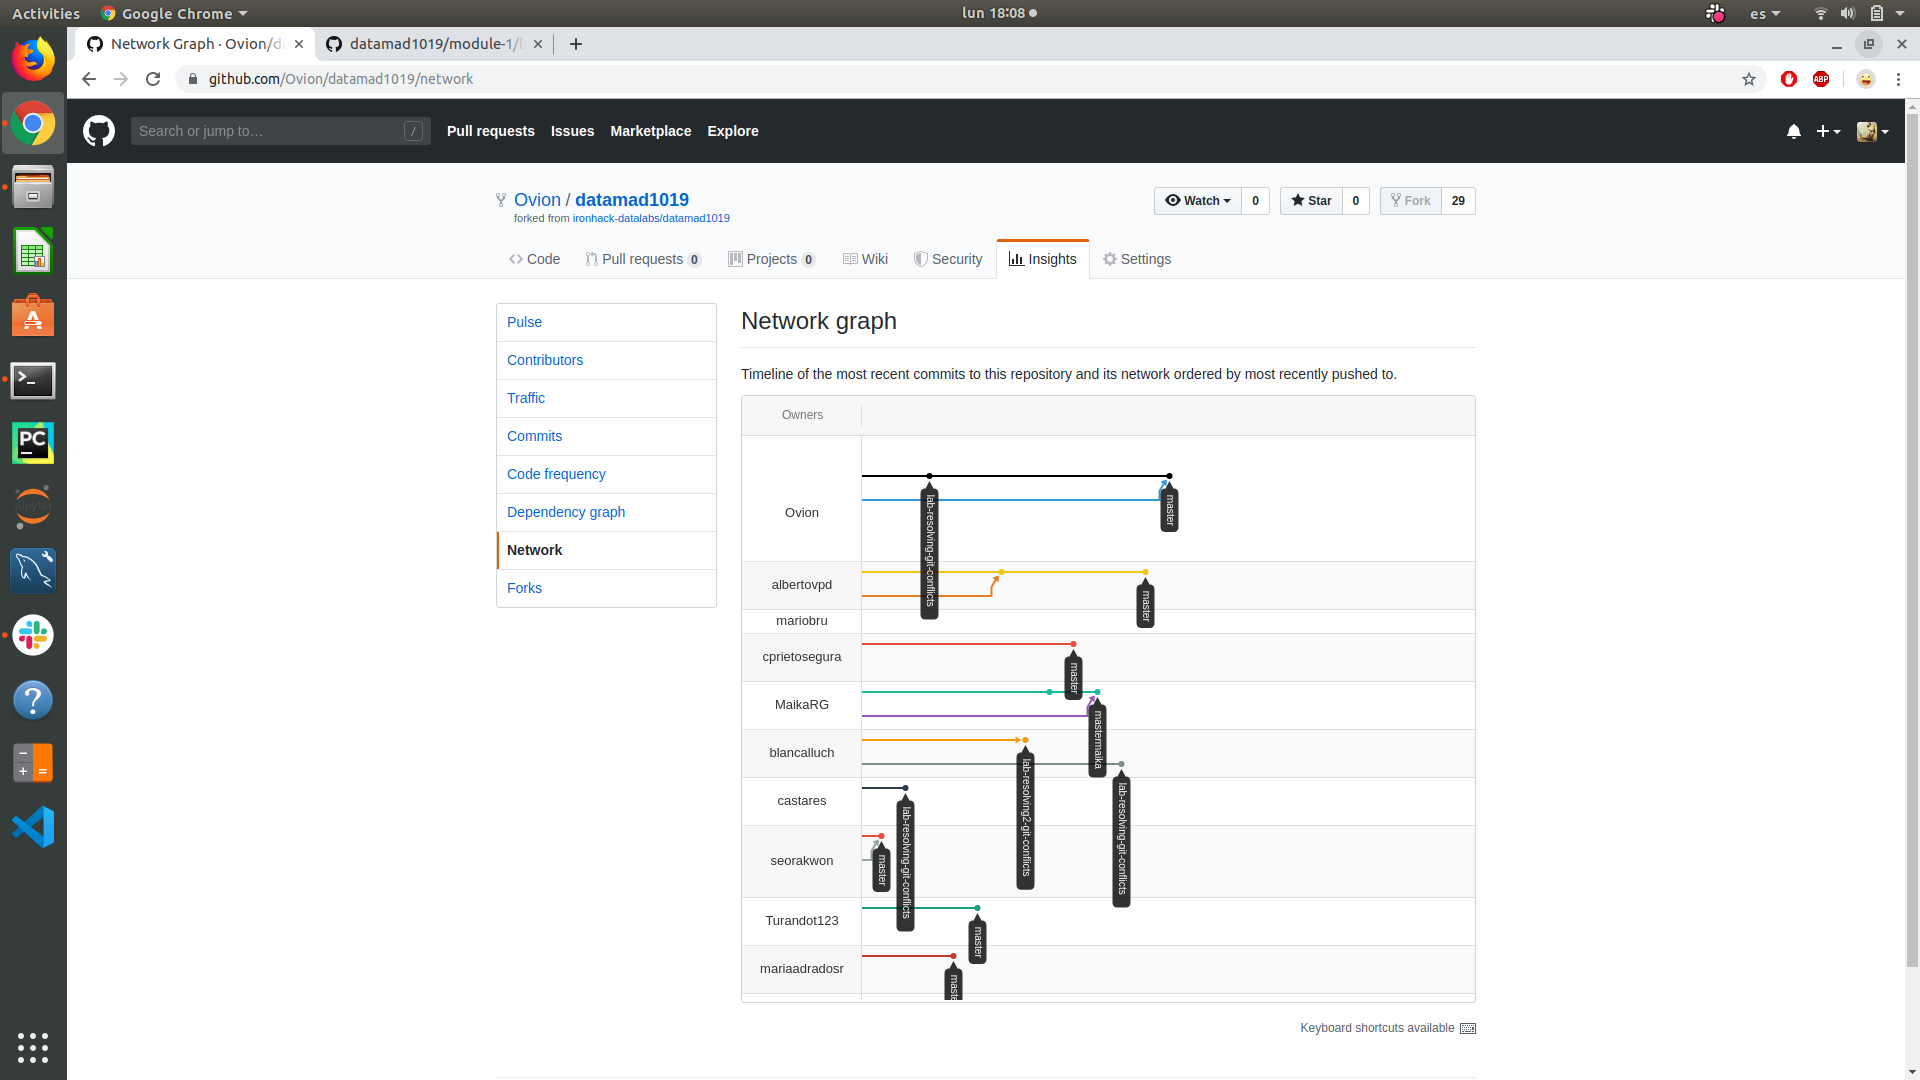 Activities
Google Chrome
lun 18:08
es
Network Graph · Ovion/d
datamad1019/module-1/l
github.com/Ovion/datamad1019/network
ABP
Search or jump to…
/
Pull requests
Issues
Marketplace
Explore
Ovion / datamad1019
forked from ironhack-datalabs/datamad1019
Watch
0
Star
0
Fork
29
Code
Pull requests 0
Projects 0
Wiki
Security
Insights
Settings
Pulse
Contributors
Traffic
Commits
Code frequency
Dependency graph
Network
Forks
Network graph
Timeline of the most recent commits to this repository and its network ordered by most recently pushed to.
Owners
Ovion
lab-resolving-git-conflicts
master
albertovpd
master
mariobru
cprietosegura
master
MaikaRG
mastermaika
blancalluch
lab-resolving2-git-conflicts
lab-resolving-git-conflicts
castares
lab-resolving-git-conflicts
seorakwon
master
Turandot123
master
mariaadradosr
maste
Keyboard shortcuts available
PC
jupyter